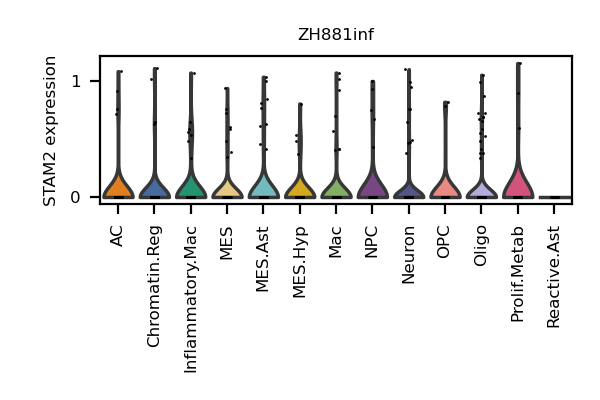 ZH881inf
STAM2 expression
1
0
AC
Chromatin.Reg
Inflammatory.Mac
MES
MES.Ast
MES.Hyp
Mac
NPC
Neuron
OPC
Oligo
Prolif.Metab
Reactive.Ast